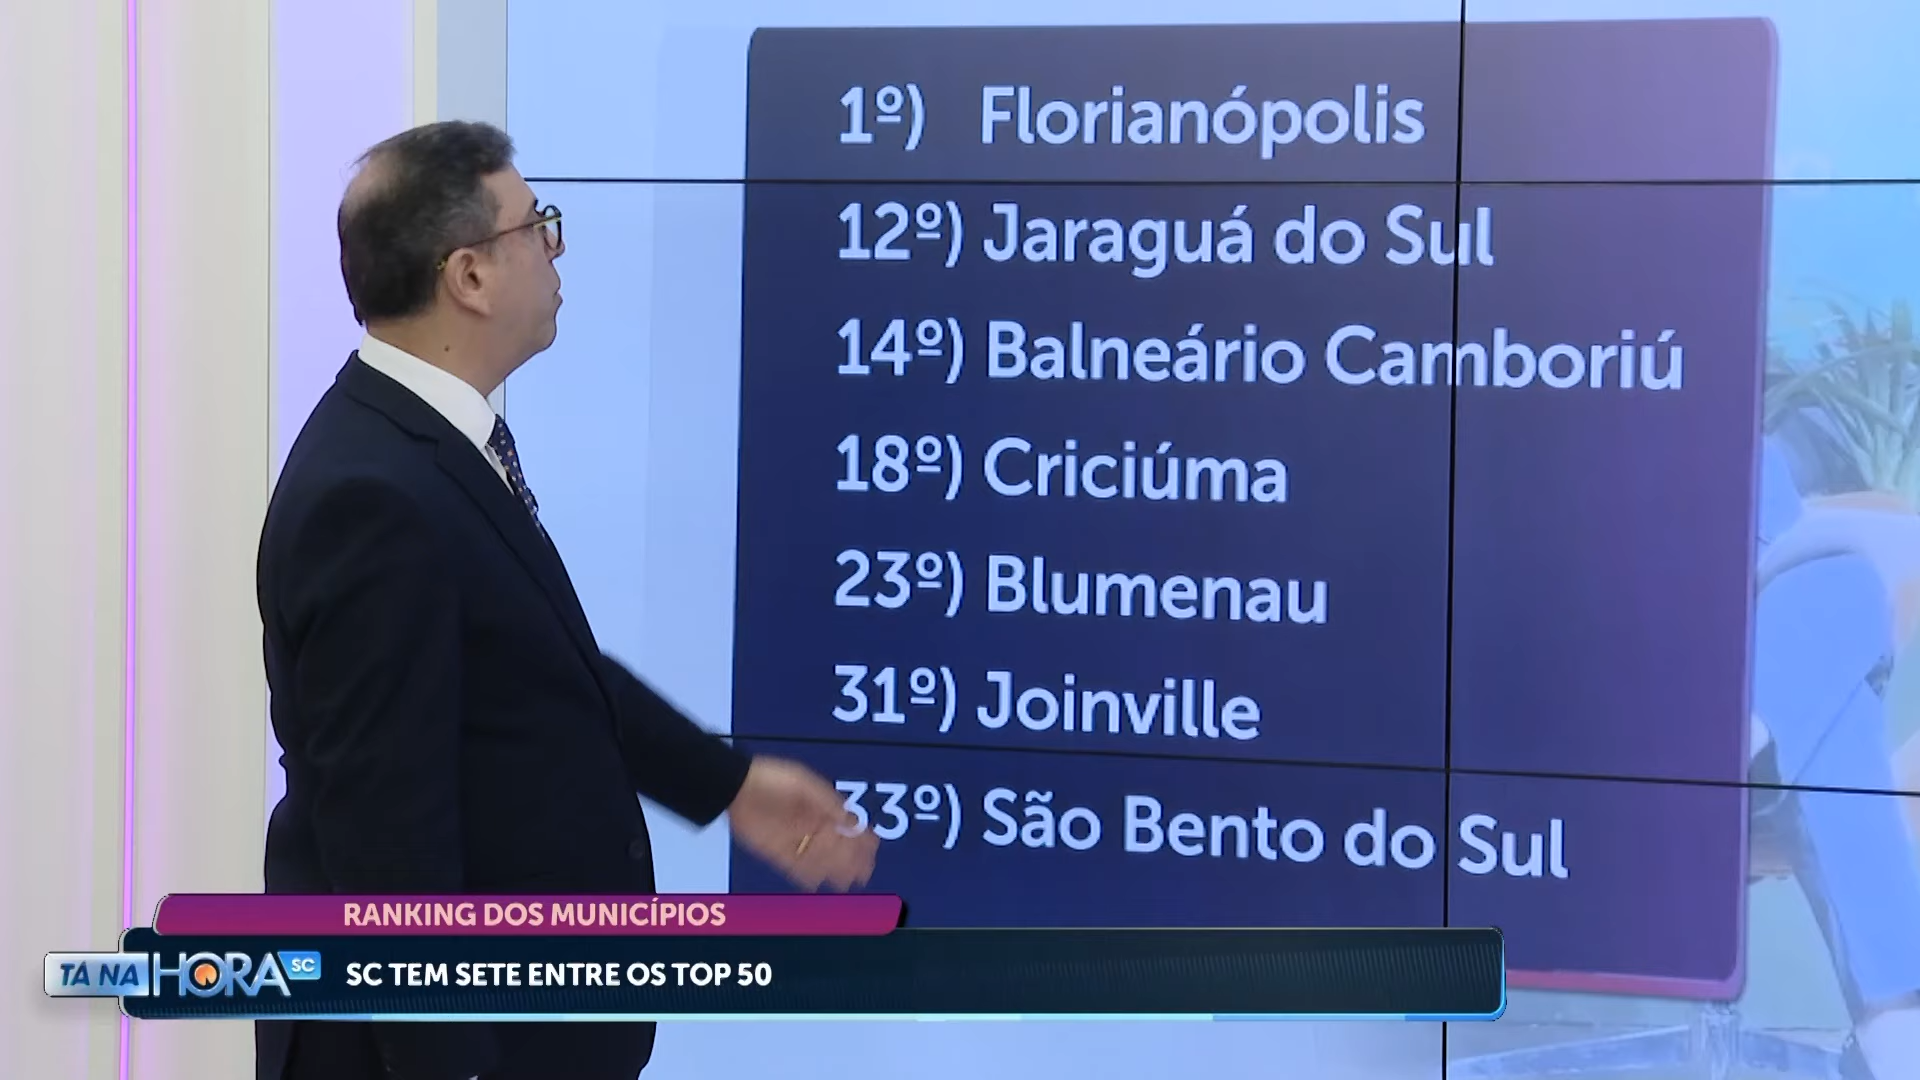 1º) Florianópolis
12º) Jaraguá do Sul
14º) Balneário Camboriú
18º) Criciúma
23º) Blumenau
31º) Joinville
33º) São Bento do Sul
RANKING DOS MUNICÍPIOS
TÁ NA HORA SC
SC TEM SETE ENTRE OS TOP 50